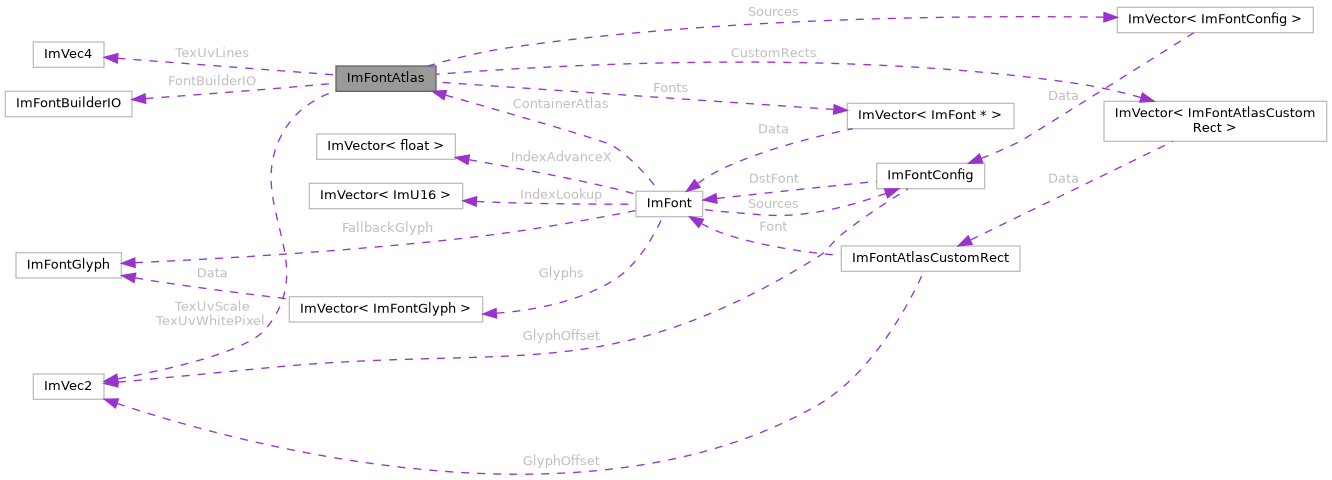 Sources
ImVector< ImFontConfig >
ImVec4
TexUvLines
CustomRects
ImFontAtlas
FontBuilderIO
Fonts
Data
ImFontBuilderIO
ContainerAtlas
ImVector< ImFont * >
ImVector< ImFontAtlasCustom
Rect >
Data
ImVector< float >
IndexAdvanceX
DstFont
ImFontConfig
Data
ImVector< ImU16 >
IndexLookup
ImFont
Sources
FallbackGlyph
Font
ImFontGlyph
Data
Glyphs
ImFontAtlasCustomRect
TexUvScale
TexUvWhitePixel
ImVector< ImFontGlyph >
GlyphOffset
ImVec2
GlyphOffset